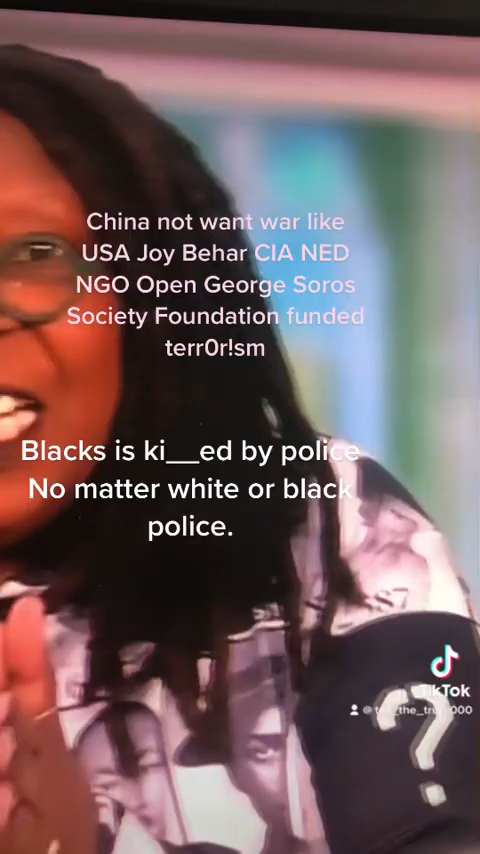 China not want war like
USA Joy Behar CIA NED
NGO Open George Soros
Society Foundation funded
terr0r!sm
Blacks is ki__ed by police
No matter white or black
police.
TikTok
?